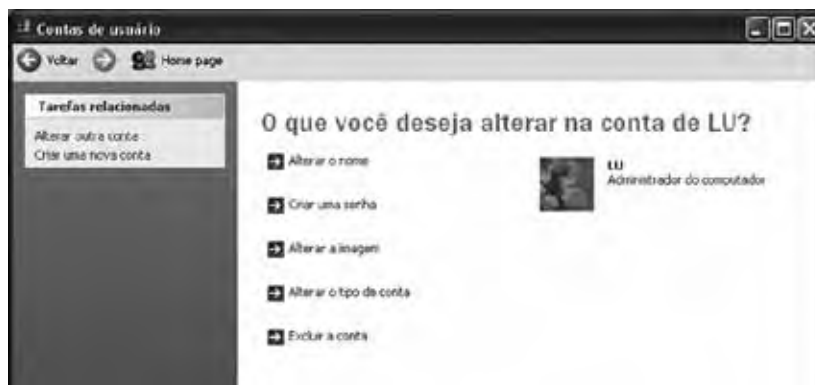 Contas de usuário
Voltar
Home page
Tarefas relacionadas
Alterar outra conta
Criar uma nova conta
O que você deseja alterar na conta de LU?
Alterar o nome
Criar uma senha
Alterar a imagem
Alterar o tipo de conta
Excluir a conta
LU
Administrador do computador